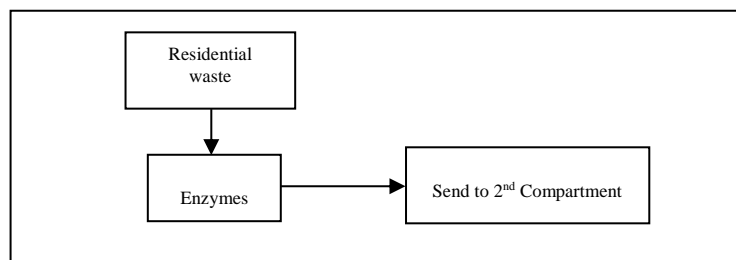 Residential
waste
Enzymes
Send to 2nd Compartment